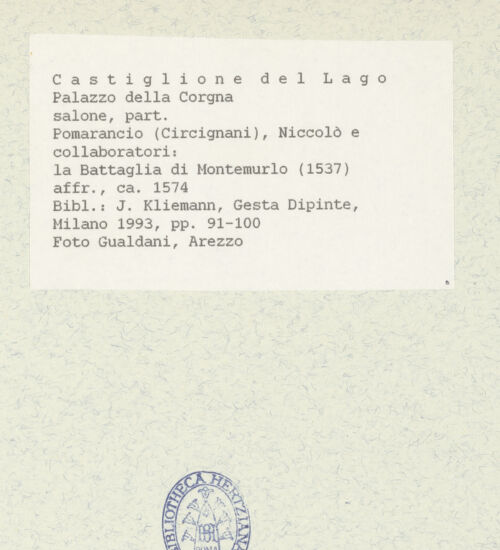 Castiglione del Lago
Palazzo della Corgna
salone, part.
Pomarancio (Circignani), Niccolò e
collaboratori:
la Battaglia di Montemurlo (1537)
affr., ca. 1574
Bibl.: J. Kliemann, Gesta Dipinte,
Milano 1993, pp. 91-100
Foto Gualdani, Arezzo
BIBLIOTHECA HERTZIANA
ROMA